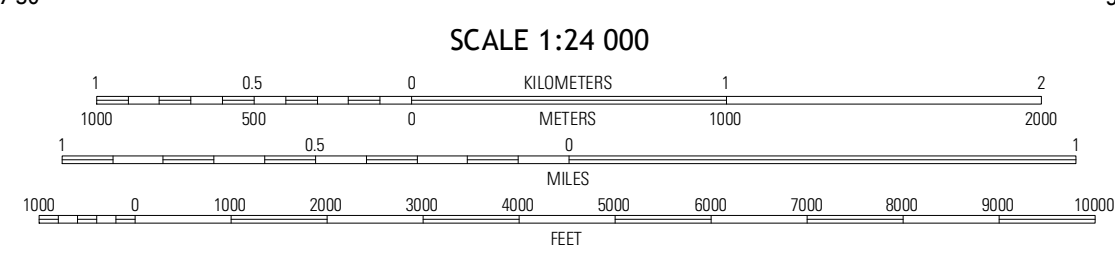 SCALE 1:24 000
1 0.5 0 KILOMETERS 1 2
1000 500 0 METERS 1000 2000
1 0.5 0 1
MILES
1000 0 1000 2000 3000 4000 5000 6000 7000 8000 9000 10000
FEET